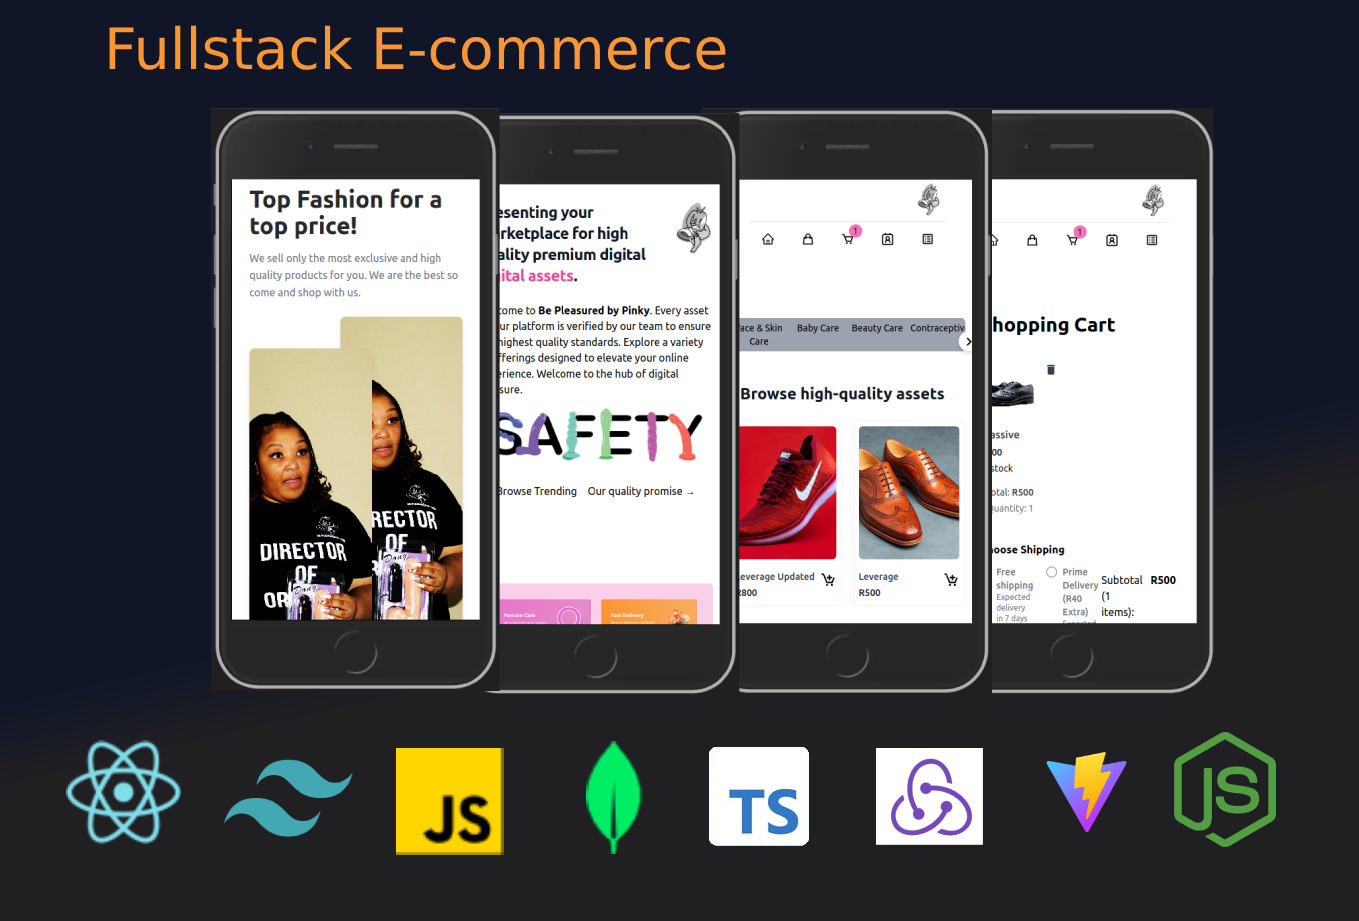 Fullstack E-commerce
Top Fashion for a
top price!
We sell only the most exclusive and high
quality products for you. We are the best so
come and shop with us.
DIRECTOR
OF
RECTOR
OF
esenting your
rketplace for high
ality premium digital
ital assets.
come to Be Pleasured by Pinky. Every asset
ur platform is verified by our team to ensure
highest quality standards. Explore a variety
fferings designed to elevate your online
erience. Welcome to the hub of digital
sure.
SAFETY
Browse Trending
Our quality promise →
Female Care
Fast Delivery
1
ace & Skin
Care
Baby Care
Beauty Care
Contraceptiv
Browse high-quality assets
Leverage Updated
R800
Leverage
R500
1
hopping Cart
assive
00
stock
otal: R500
Quantity: 1
oose Shipping
Free
shipping
Expected
delivery
in 7 days
Prime
Delivery
(R40
Extra)
Expected
Subtotal
(1
items):
R500
JS
TS
JS